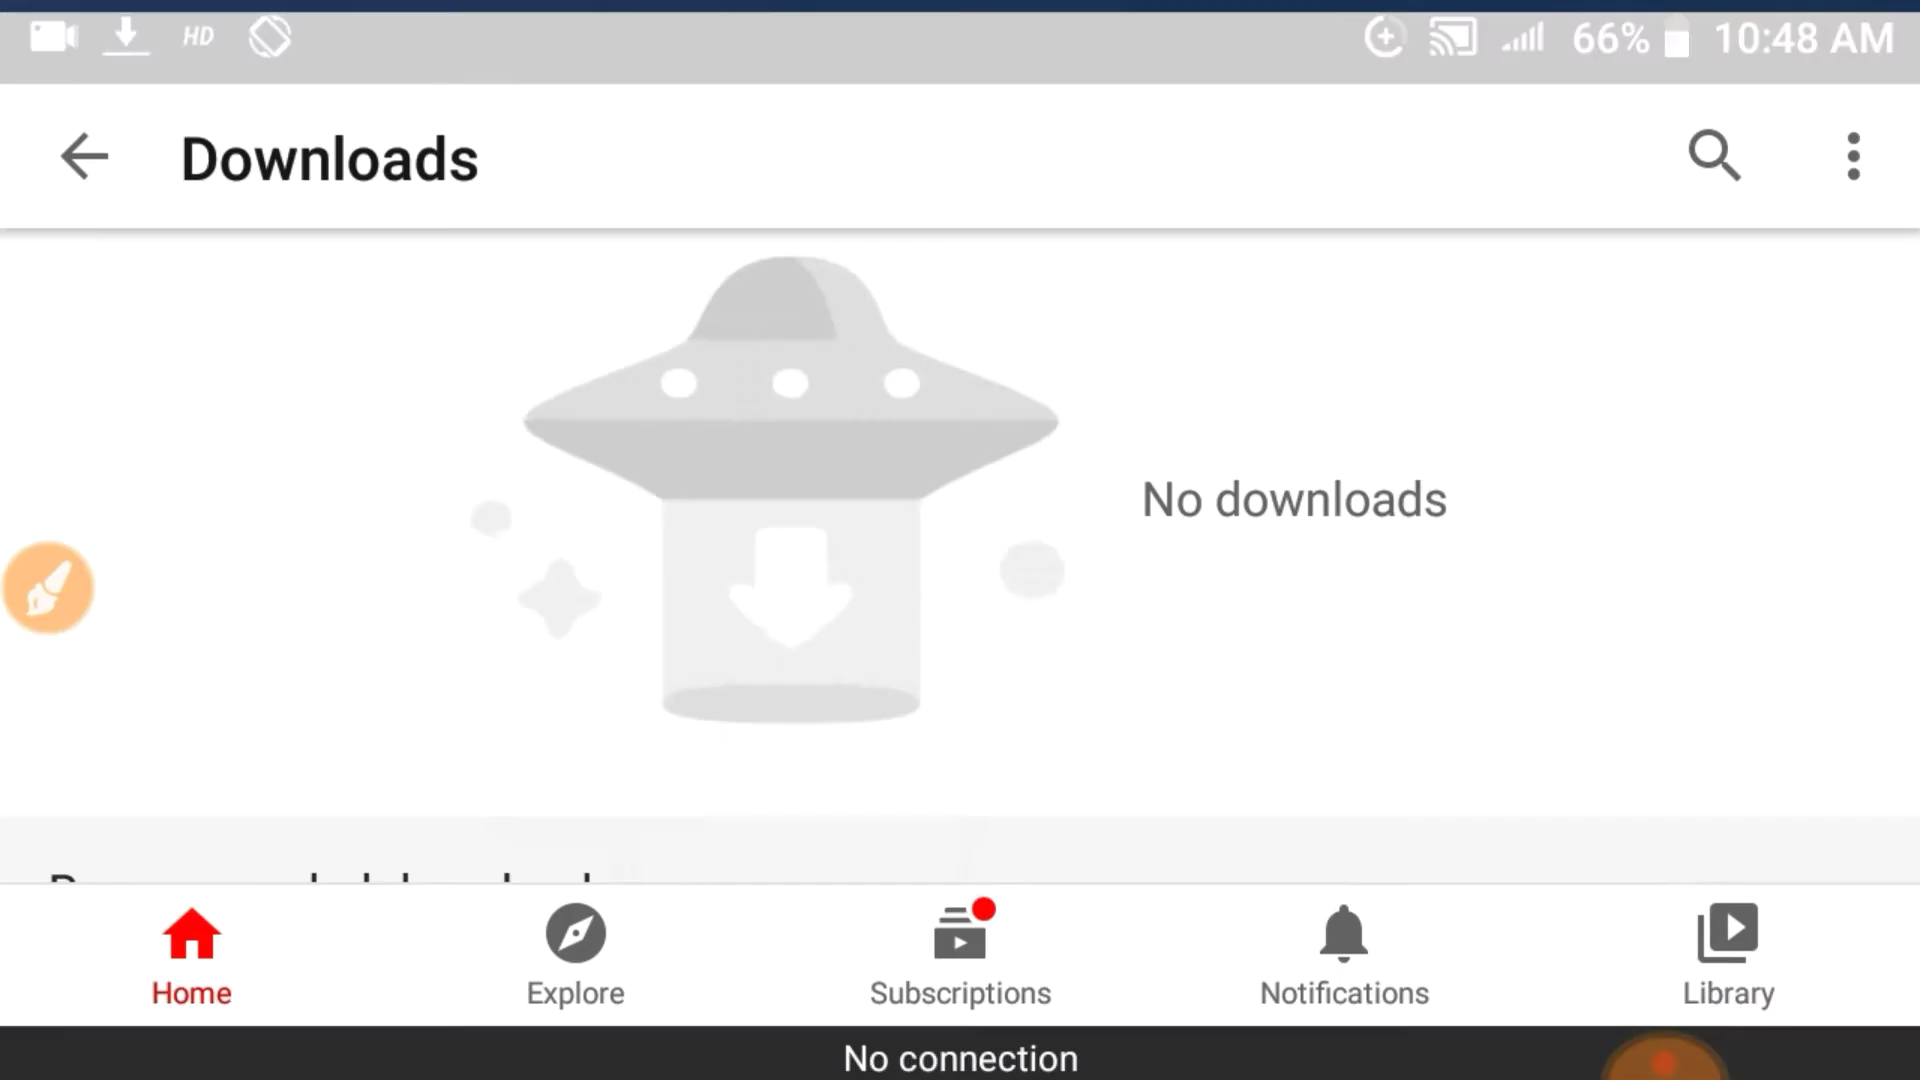 HD
66%
10:48 AM
Downloads
No downloads
Home
Explore
Subscriptions
Notifications
Library
No connection